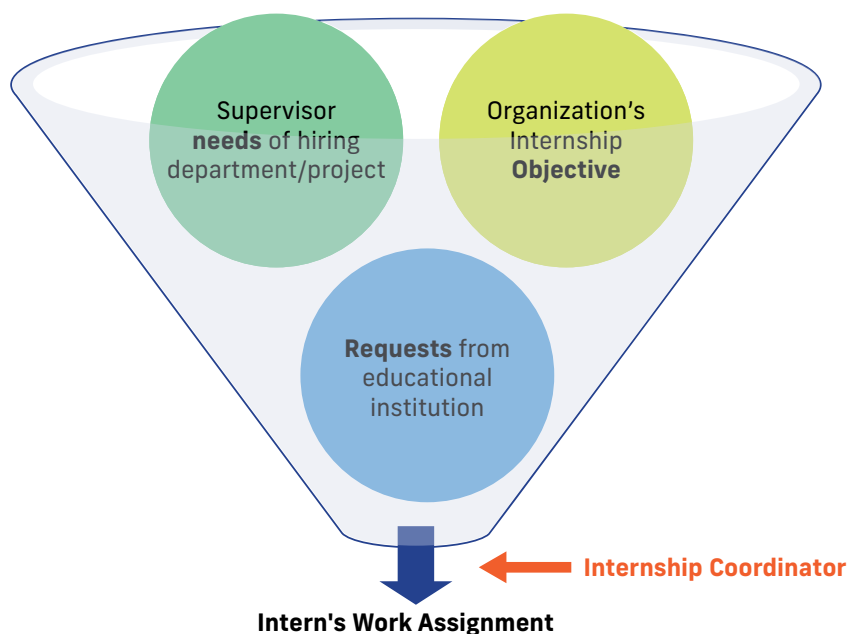 Supervisor
needs of hiring
department/project
Organization’s
Internship
Objective
Requests from
educational
institution
Internship Coordinator
Intern's Work Assignment